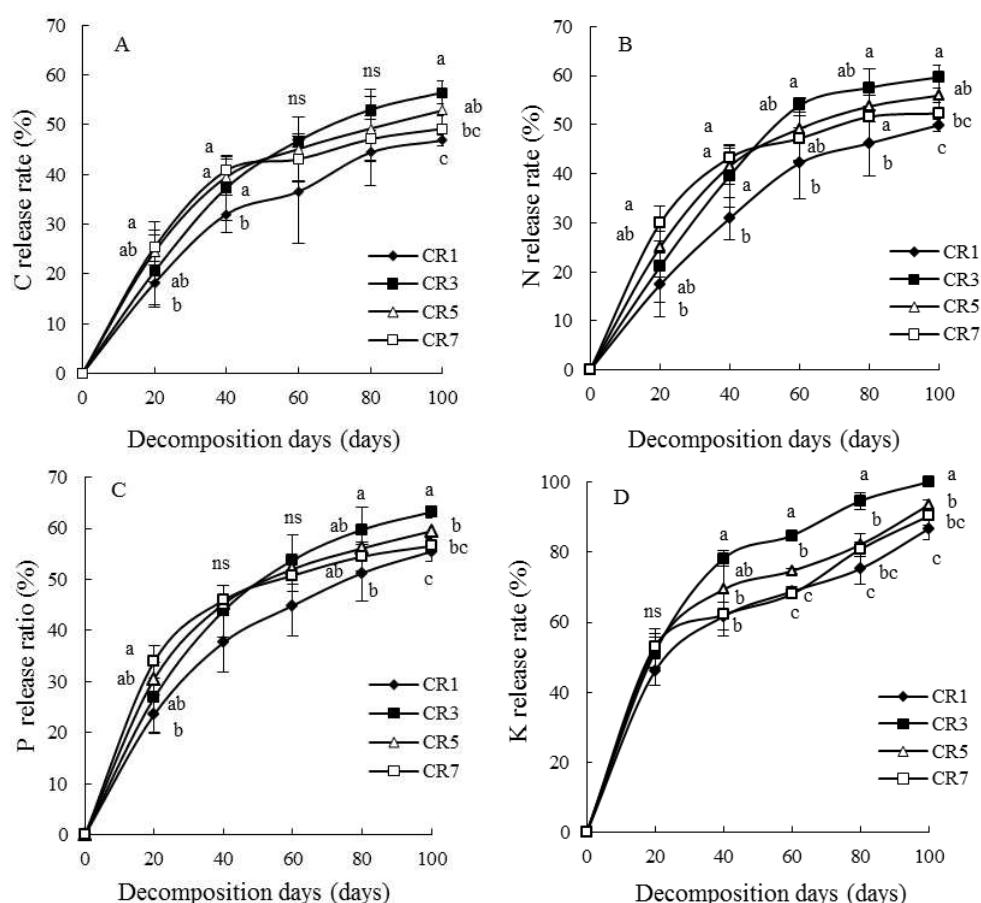 A
C release rate (%)
70
60
50
40
30
20
10
0
a
ab
b
a
a
b
ns
ns
a
ab
bc
c
ab
CR1
CR3
CR5
CR7
0 20 40 60 80 100
Decomposition days (days)
B
N release rate (%)
70
60
50
40
30
20
10
0
a
ab
ab
b
a
a
b
a
ab
ab
b
a
ab
a
b
a
ab
bc
c
CR1
CR3
CR5
CR7
0 20 40 60 80 100
Decomposition days (days)
C
P release ratio (%)
70
60
50
40
30
20
10
0
a
ab
ab
b
ns
ns
a
ab
ab
b
a
b
bc
c
CR1
CR3
CR5
CR7
0 20 40 60 80 100
Decomposition days (days)
D
K release rate (%)
100
80
60
40
20
0
ns
a
ab
b
a
b
c
a
b
bc
c
a
b
bc
c
CR1
CR3
CR5
CR7
0 20 40 60 80 100
Decomposition days (days)